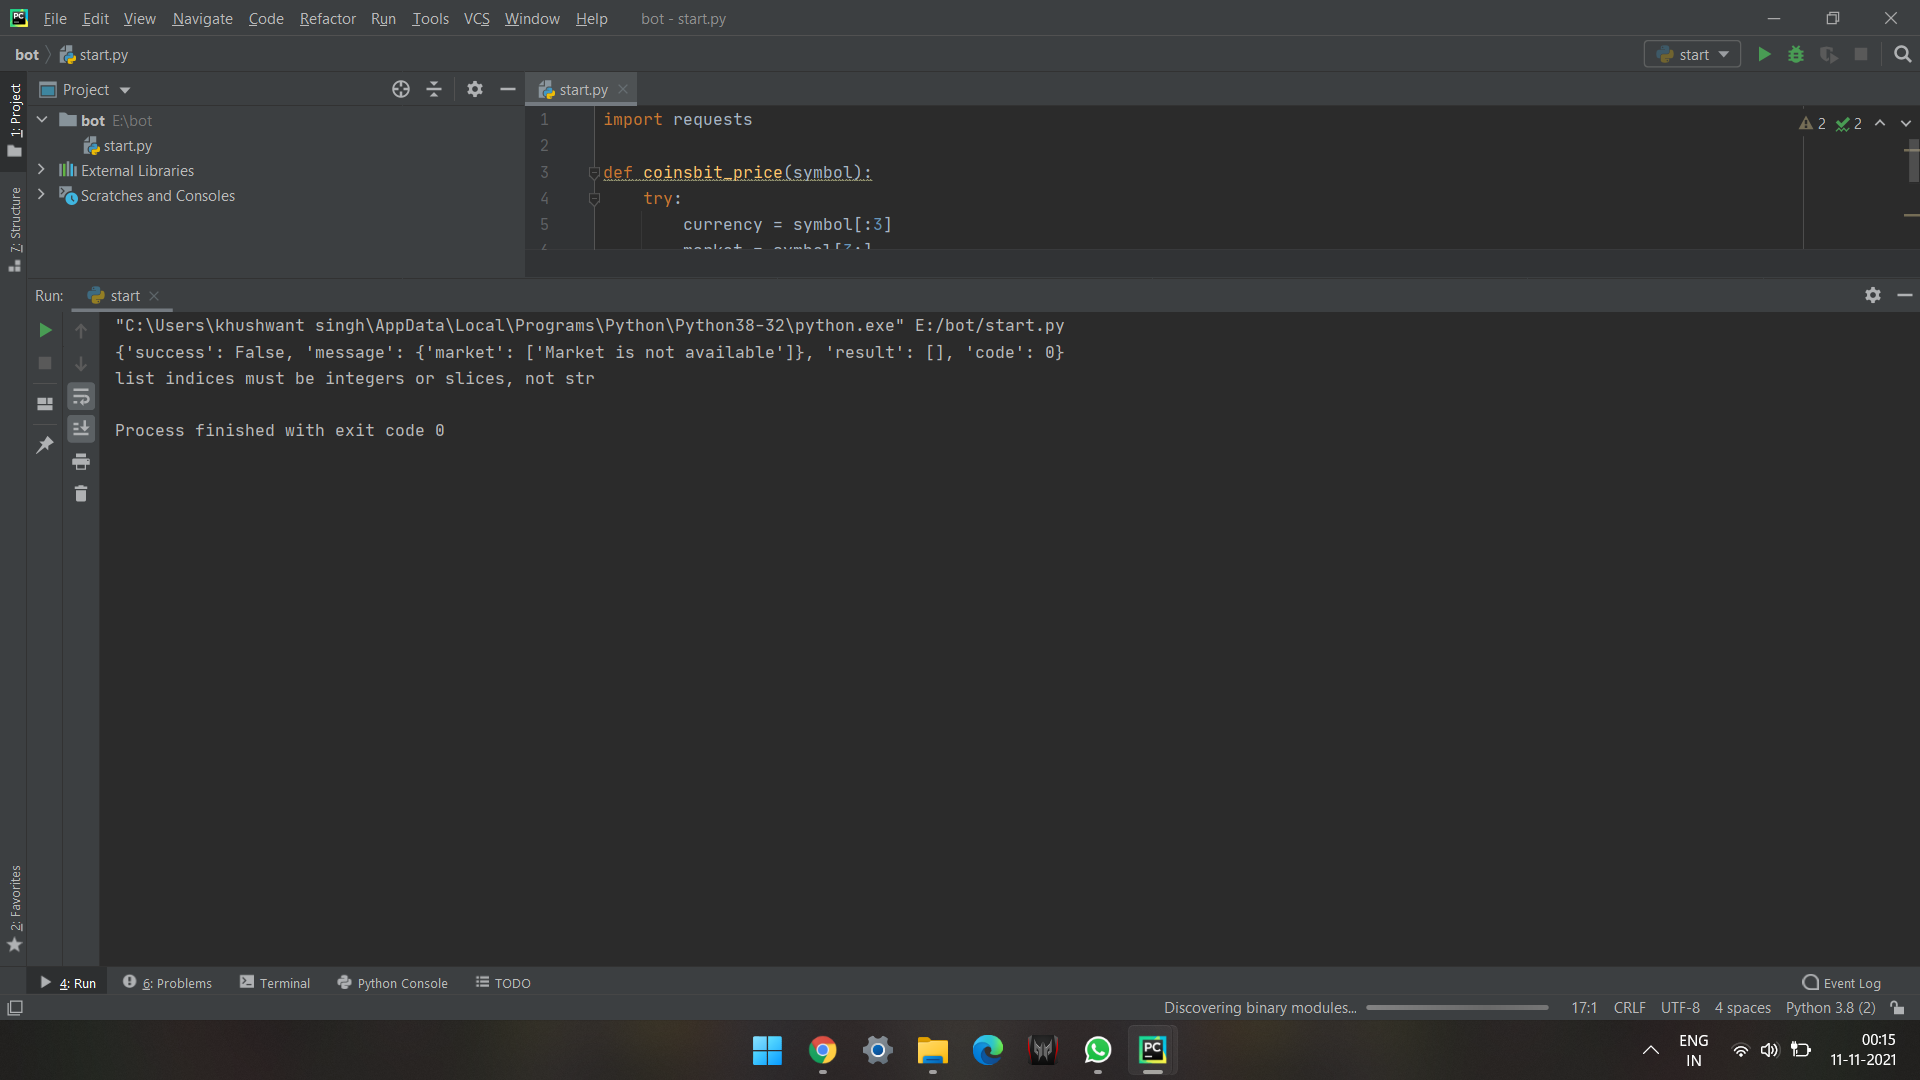 File Edit View Navigate Code Refactor Run Tools VCS Window Help bot - start.py
bot start.py
start
Project
start.py
1: Project
bot E:\bot
start.py
External Libraries
Scratches and Consoles
7: Structure
1 import requests
2
3 def coinsbit_price(symbol):
4 try:
5 currency = symbol[:3]
6 market = symbol[3:]
2 2
Run: start
"C:\Users\khushwant singh\AppData\Local\Programs\Python\Python38-32\python.exe" E:/bot/start.py
{'success': False, 'message': {'market': ['Market is not available']}, 'result': [], 'code': 0}
list indices must be integers or slices, not str
Process finished with exit code 0
2: Favorites
4: Run 6: Problems Terminal Python Console TODO Event Log
Discovering binary modules... 17:1 CRLF UTF-8 4 spaces Python 3.8 (2)
PC
ENG
IN
00:15
11-11-2021